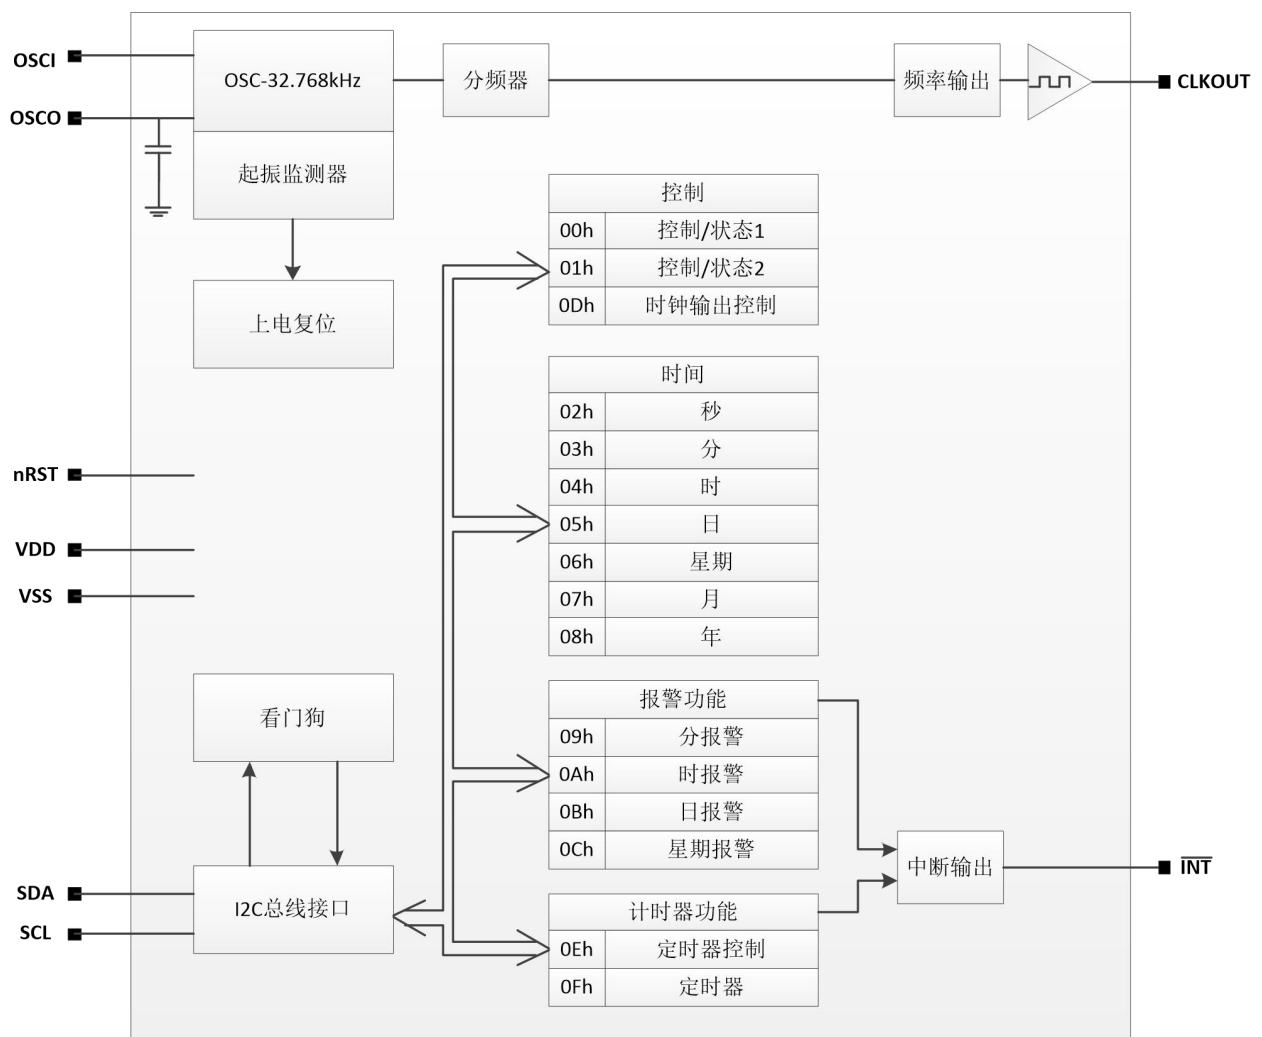 OSCI
OSC-32.768kHz
分频器
频率输出
CLKOUT
OSCO
起振监测器
上电复位
控制
00h 控制/状态1
01h 控制/状态2
0Dh 时钟输出控制
时间
02h 秒
03h 分
04h 时
05h 日
06h 星期
07h 月
08h 年
nRST
VDD
VSS
看门狗
报警功能
09h 分报警
0Ah 时报警
0Bh 日报警
0Ch 星期报警
中断输出
INT
SDA
SCL
I2C总线接口
计时器功能
0Eh 定时器控制
0Fh 定时器